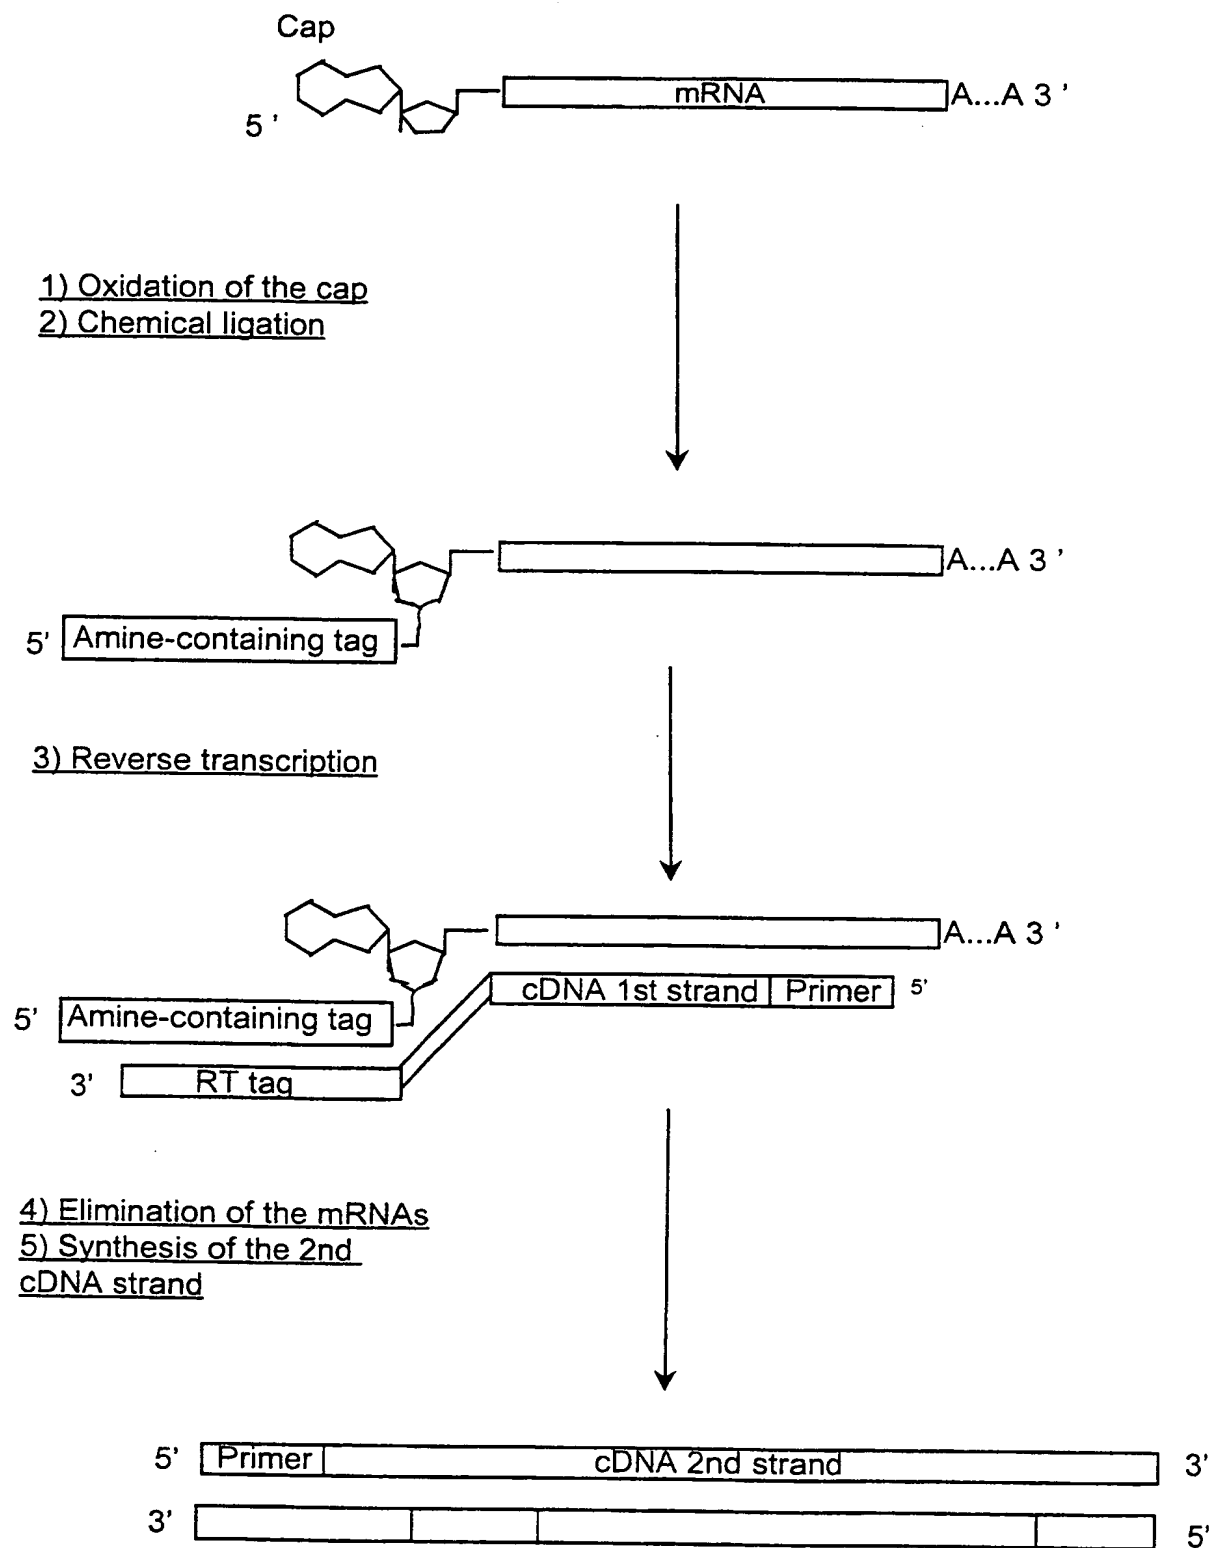 Cap
mRNA
A...A 3 '
5 '
1) Oxidation of the cap
2) Chemical ligation
A...A 3 '
5' Amine-containing tag
3) Reverse transcription
A...A 3 '
cDNA 1st strand Primer 5'
5' Amine-containing tag
3' RT tag
4) Elimination of the mRNAs
5) Synthesis of the 2nd
cDNA strand
5' Primer cDNA 2nd strand 3'
3' 5'